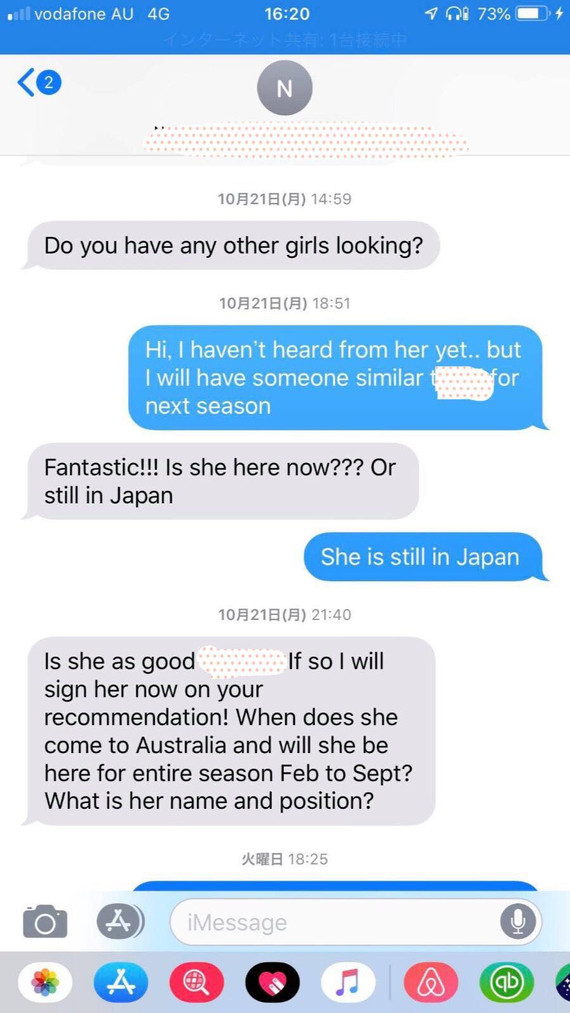 vodafone AU 4G 16:20 73%
インターネット共有: 1台接続中
2
N
10月21日(月) 14:59
Do you have any other girls looking?
10月21日(月) 18:51
Hi, I haven't heard from her yet.. but
I will have someone similar for
next season
Fantastic!!! Is she here now??? Or
still in Japan
She is still in Japan
10月21日(月) 21:40
Is she as good If so I will
sign her now on your
recommendation! When does she
come to Australia and will she be
here for entire season Feb to Sept?
What is her name and position?
火曜日 18:25
iMessage
qb